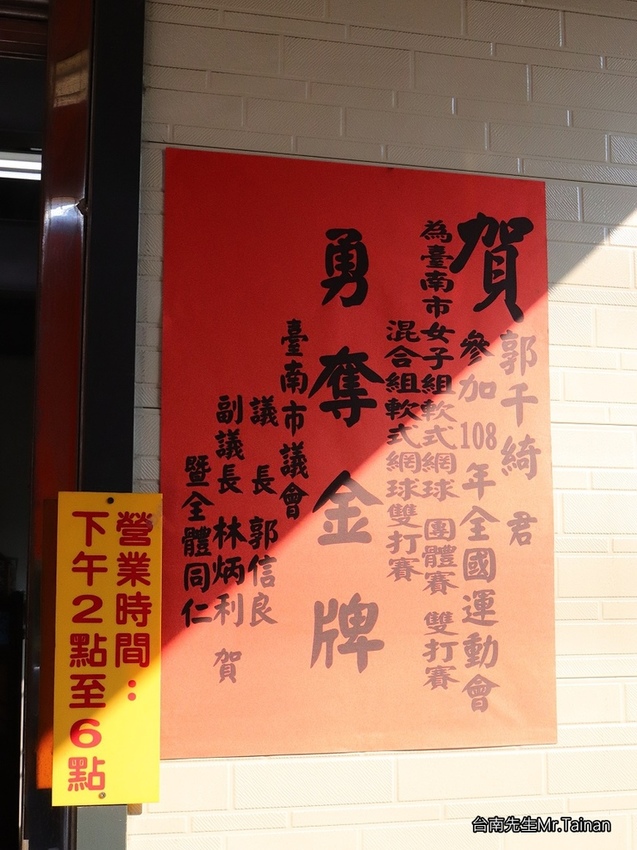 賀
郭千綺 君
參加108年全國運動會
為臺南市女子組軟式網球 團體賽 雙打賽
混合組軟式網球雙打賽
勇奪金牌
臺南市議會
議長 郭信良
副議長 林炳利 賀
暨全體同仁
營業時間：
下午2點至6點
台南先生Mr.Tainan